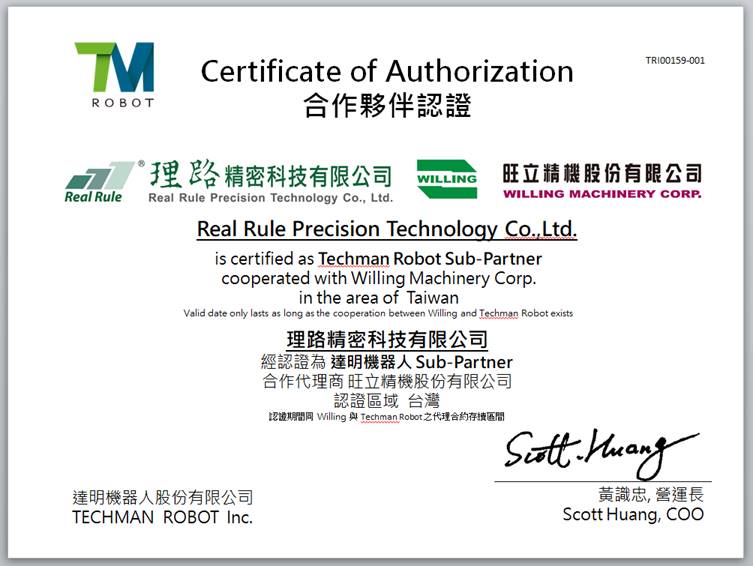 TM
ROBOT
Certificate of Authorization
合作夥伴認證
TRI00159-001
Real Rule
®
理路精密科技有限公司
Real Rule Precision Technology Co., Ltd.
WILLING
旺立精機股份有限公司
WILLING MACHINERY CORP.
Real Rule Precision Technology Co.,Ltd.
is certified as Techman Robot Sub-Partner
cooperated with Willing Machinery Corp.
in the area of Taiwan
Valid date only lasts as long as the cooperation between Willing and Techman Robot exists
理路精密科技有限公司
經認證為 達明機器人 Sub-Partner
合作代理商 旺立精機股份有限公司
認證區域 台灣
認證期間同 Willing 與 Techman Robot 之代理合約存續區間
Scott. Huang
黃識忠, 營運長
Scott Huang, COO
達明機器人股份有限公司
TECHMAN ROBOT Inc.